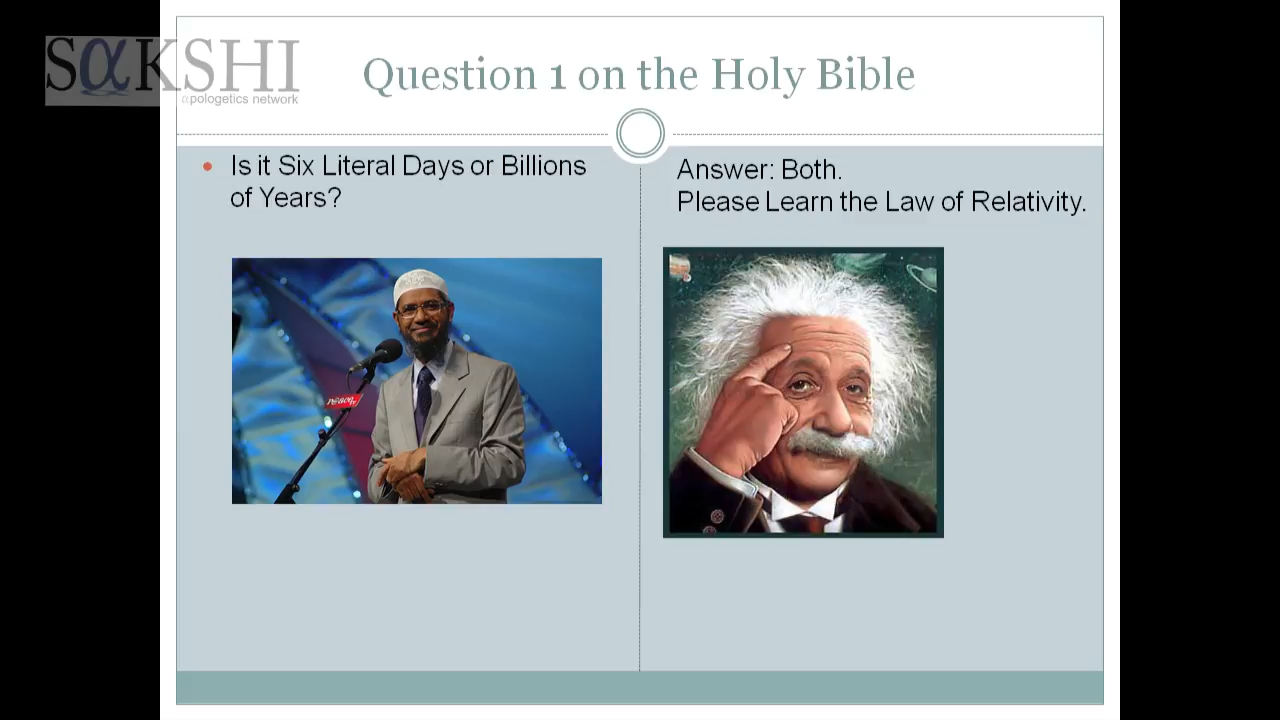 SαKSHI
αpologetics network
Question 1 on the Holy Bible
Is it Six Literal Days or Billions
of Years?
Answer: Both.
Please Learn the Law of Relativity.